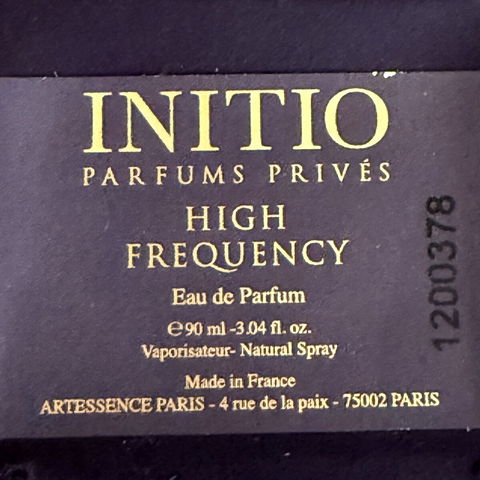 INITIO
PARFUMS PRIVÉS
HIGH
FREQUENCY
Eau de Parfum
℮90 ml -3.04 fl. oz.
Vaporisateur- Natural Spray
Made in France
ARTESSENCE PARIS - 4 rue de la paix - 75002 PARIS
1200378